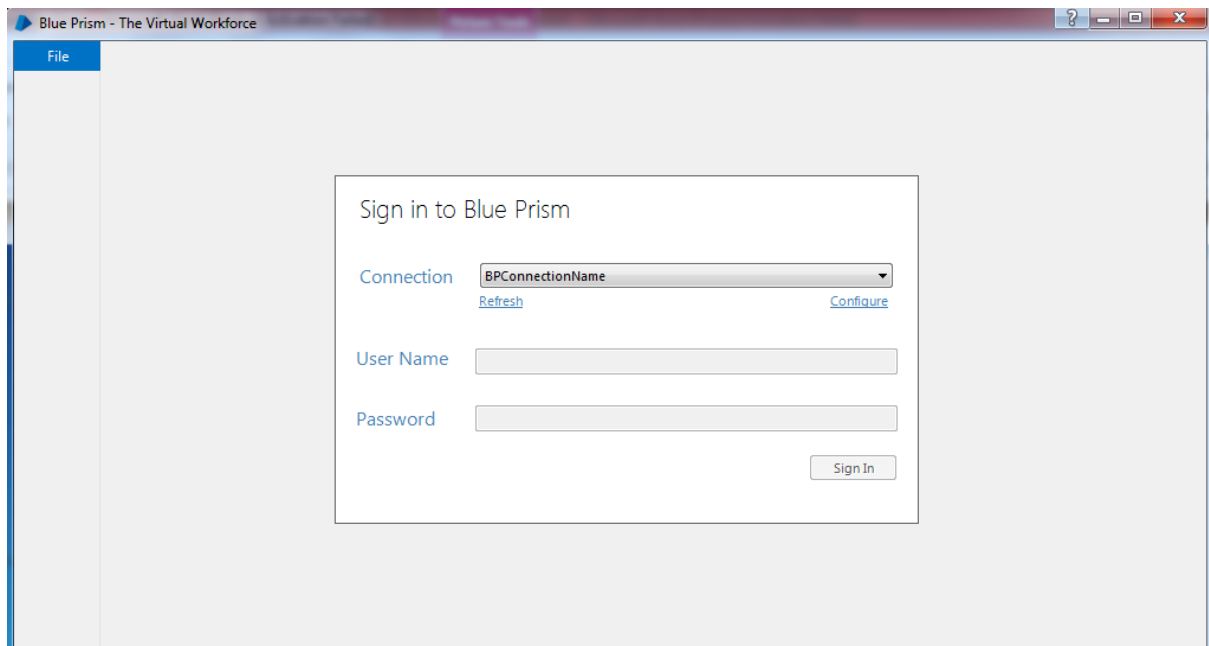 Blue Prism - The Virtual Workforce
?
File
Sign in to Blue Prism
Connection
BPConnectionName
Refresh
Configure
User Name
Password
Sign In